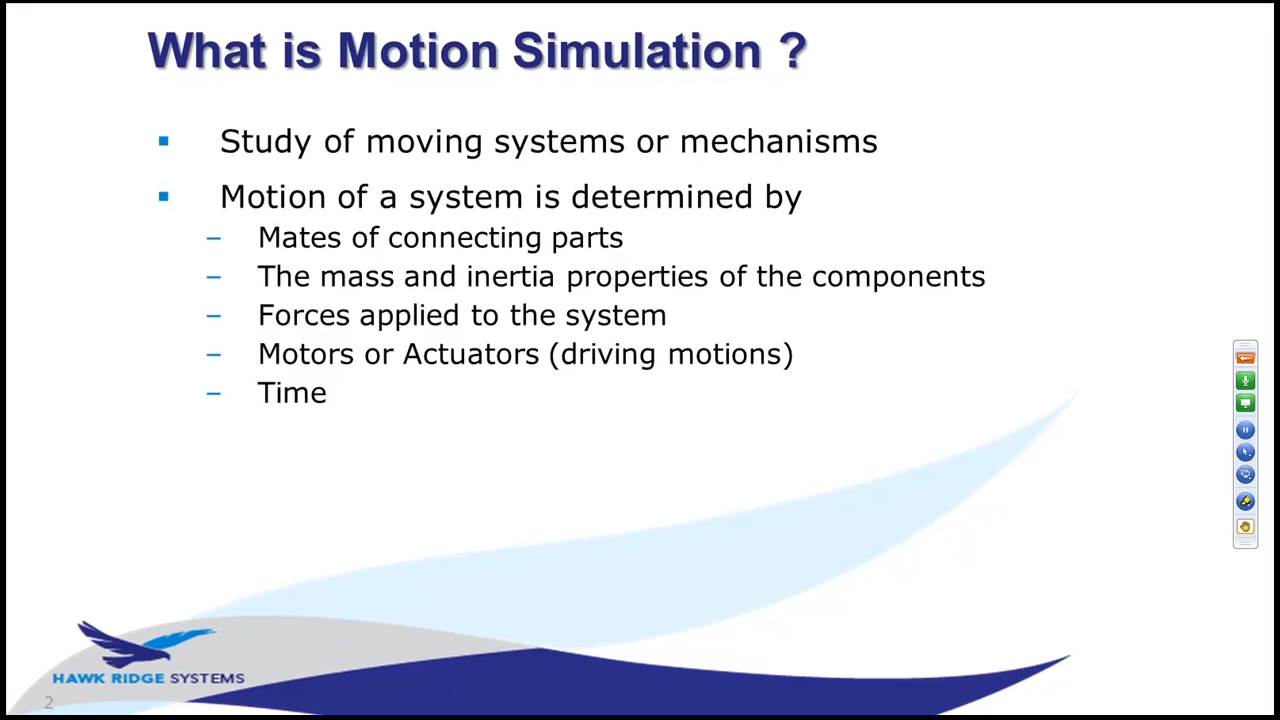 What is Motion Simulation ?
▪ Study of moving systems or mechanisms
▪ Motion of a system is determined by
– Mates of connecting parts
– The mass and inertia properties of the components
– Forces applied to the system
– Motors or Actuators (driving motions)
– Time
HAWK RIDGE SYSTEMS
2